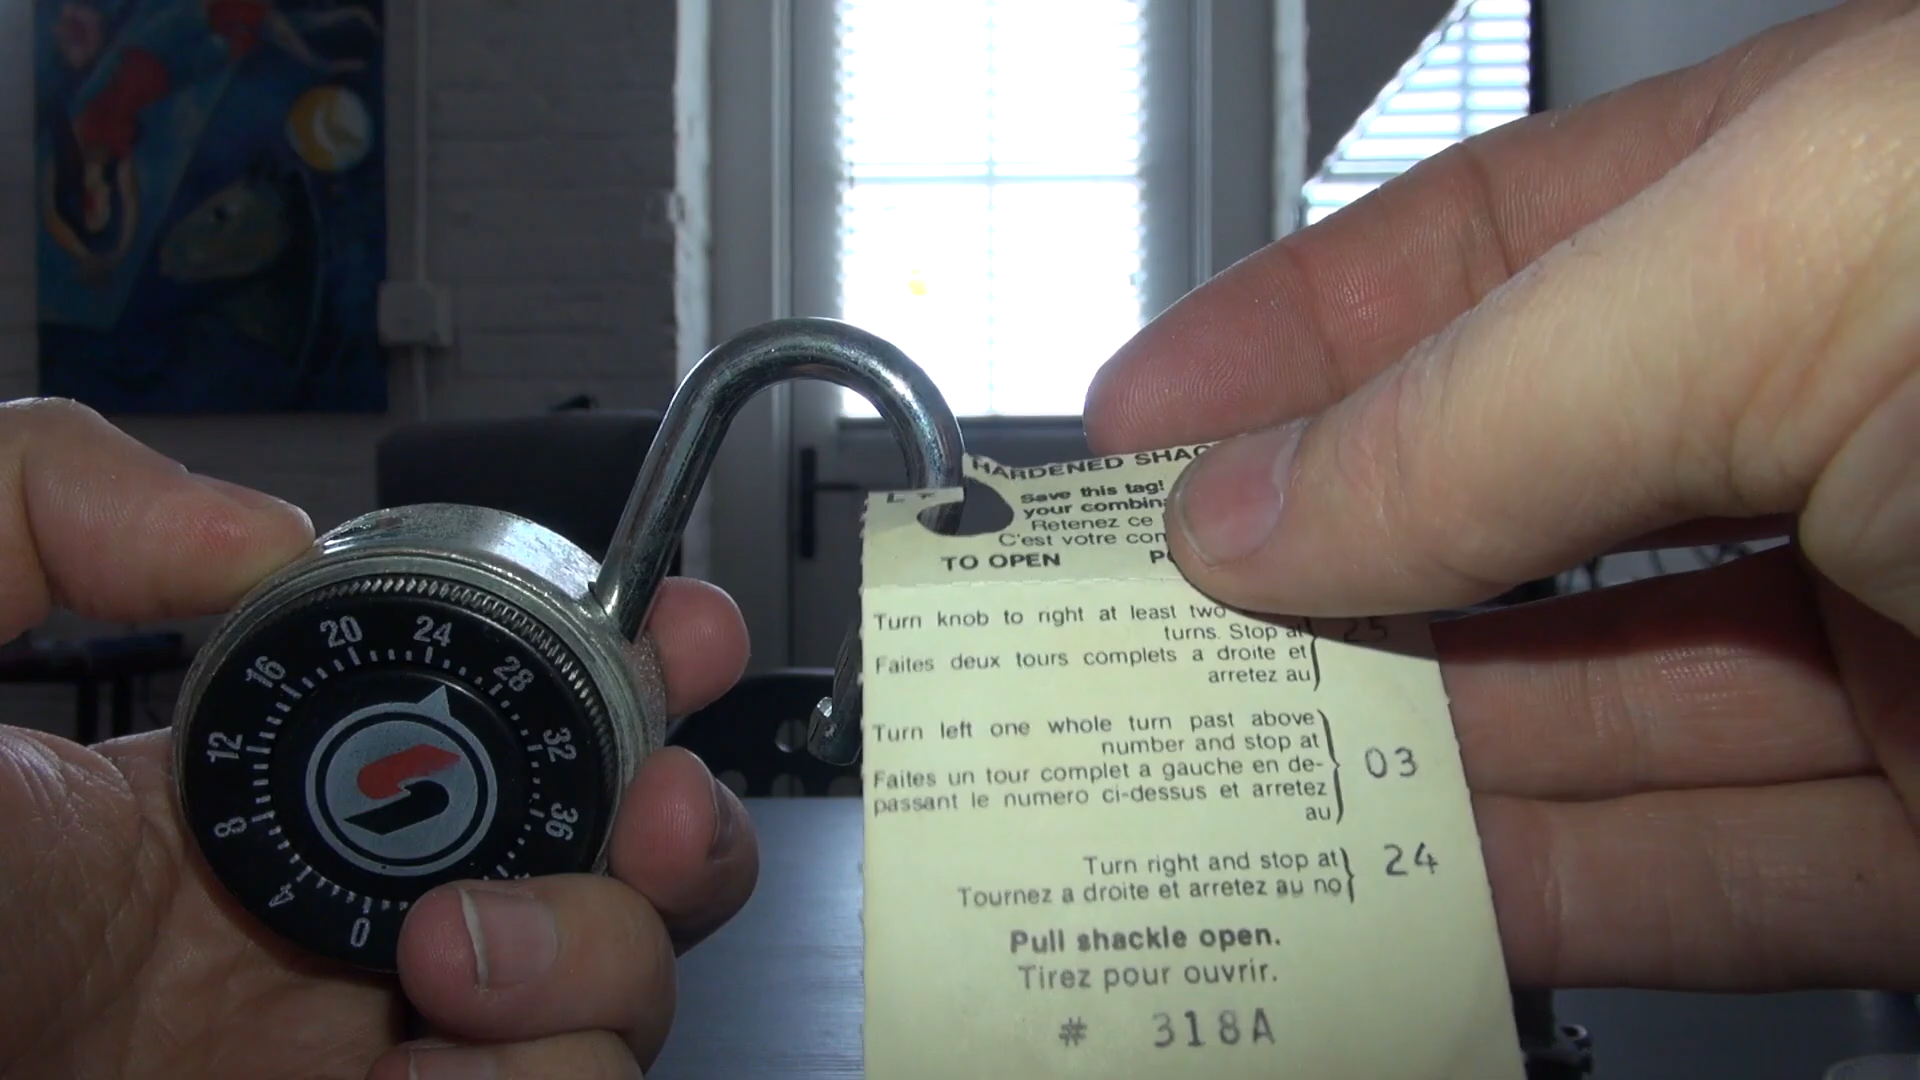 HARDENED
Save this tag!
your
Retenez ce
C'est votre
TO OPEN
Turn knob to right at least two
turns. Stop at 25
Faites deux tours complets a droite et
arretez au
Turn left one whole turn past above
number and stop at
03
Faites un tour complet a gauche en de-
passant le numero ci-dessus et arretez
au
Turn right and stop at 24
Tournez a droite et arretez au no
Pull shackle open.
Tirez pour ouvrir.
# 318A
0
4
8
12
16
20
24
28
32
36